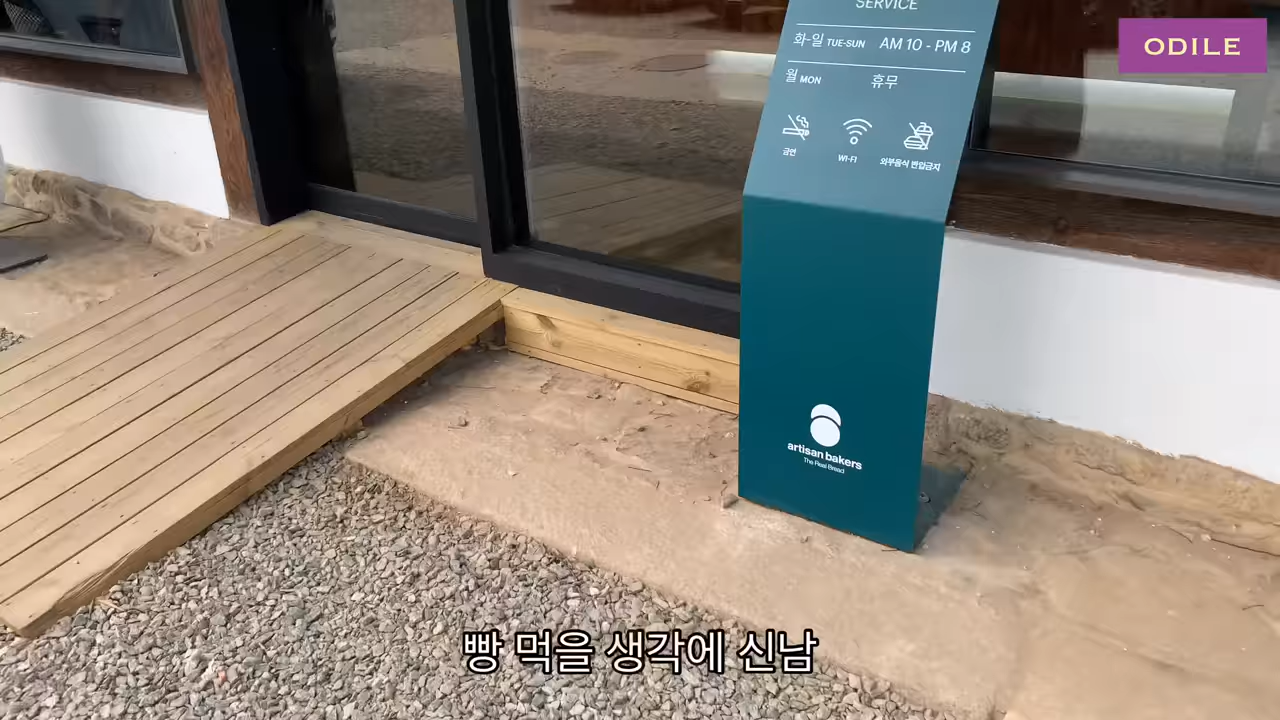 SERVICE
화-일 TUE-SUN AM 10 - PM 8
월 MON 휴무
금연 WI-FI 외부음식 반입금지
artisan bakers
The Real Bread
ODILE
빵 먹을 생각에 신남